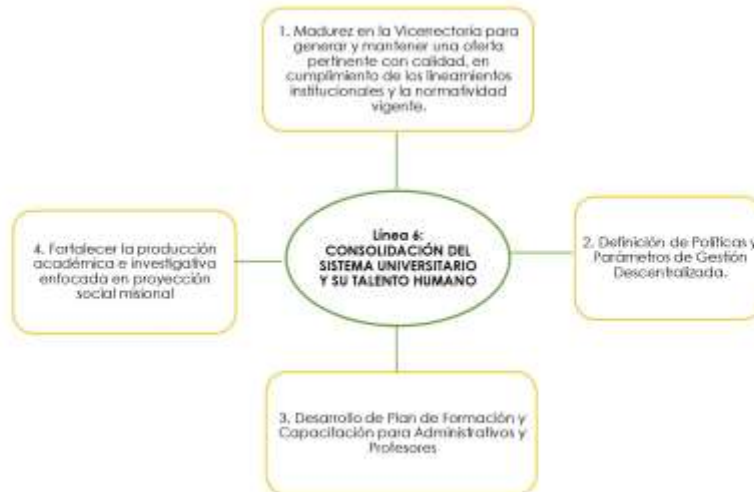 1. Madurez en la Vicerrectoría para
generar y mantener una oferta
pertinente con calidad, en
cumplimiento de los lineamientos
institucionales y la normatividad
vigente.
Línea 6:
CONSOLIDACIÓN DEL
SISTEMA UNIVERSITARIO
Y SU TALENTO HUMANO
2. Definición de Políticas y
Parámetros de Gestión
Descentralizada.
3. Desarrollo de Plan de Formación y
Capacitación para Administrativos y
Profesores
4. Fortalecer la producción
académica e investigativa
enfocada en proyección
social misional